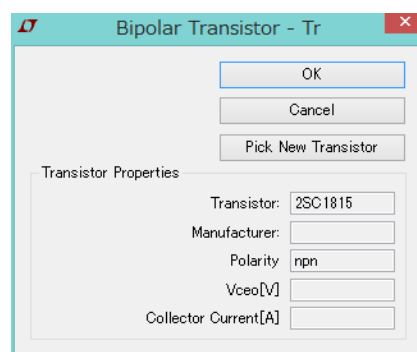 Bipolar Transistor - Tr
OK
Cancel
Pick New Transistor
Transistor Properties
Transistor: 2SC1815
Manufacturer:
Polarity npn
Vceo[V]
Collector Current[A]